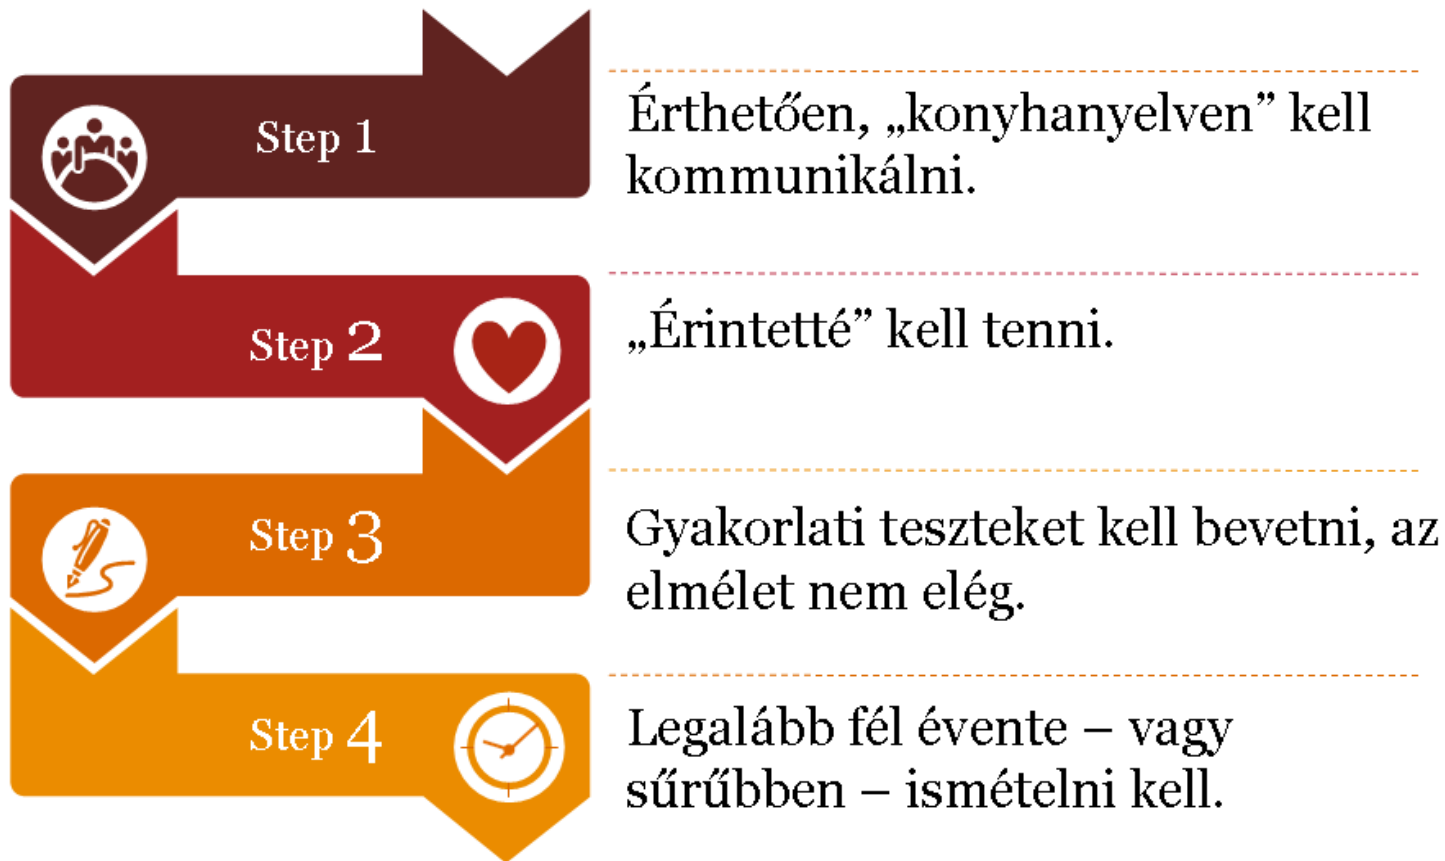 Step 1
Érthetően, „konyhanyelven” kell
kommunikálni.
Step 2
„Érintetté” kell tenni.
Step 3
Gyakorlati teszteket kell bevetni, az
elmélet nem elég.
Step 4
Legalább fél évente – vagy
sűrűbben – ismételni kell.